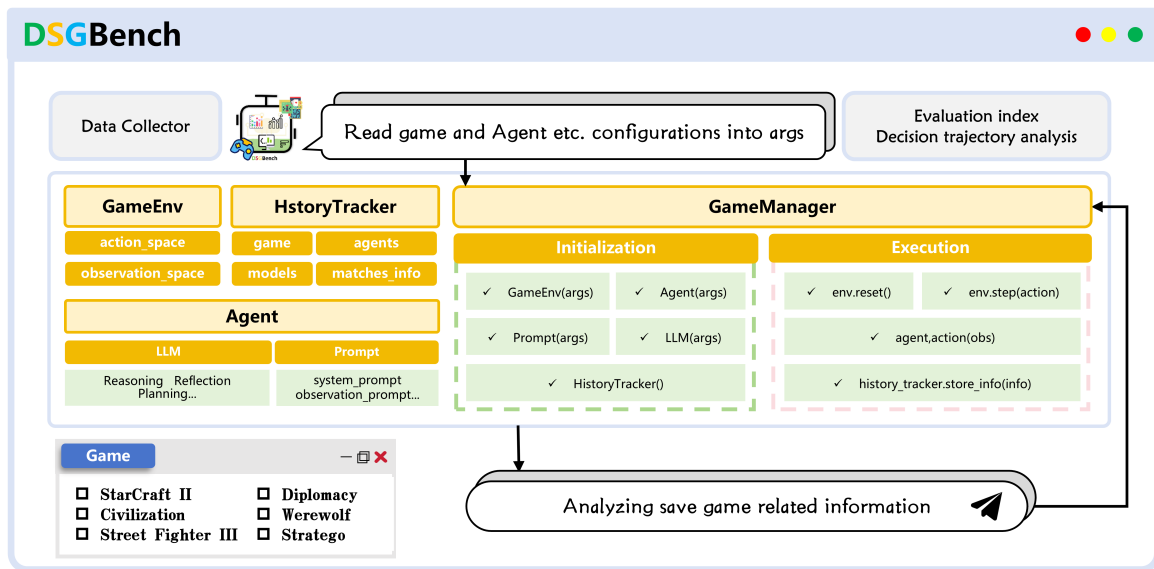 DSGBench
Data Collector
DSGBench
Read game and Agent etc. configurations into args
Evaluation index
Decision trajectory analysis
GameEnv
action_space
observation_space
HstoryTracker
game
agents
models
matches_info
Agent
LLM
Prompt
Reasoning Reflection
Planning...
system_prompt
observation_prompt...
GameManager
Initialization
✓ GameEnv(args)
✓ Agent(args)
✓ Prompt(args)
✓ LLM(args)
✓ HistoryTracker()
Execution
✓ env.reset()
✓ env.step(action)
✓ agent,action(obs)
✓ history_tracker.store_info(info)
Game
StarCraft II
Civilization
Street Fighter III
Diplomacy
Werewolf
Stratego
Analyzing save game related information